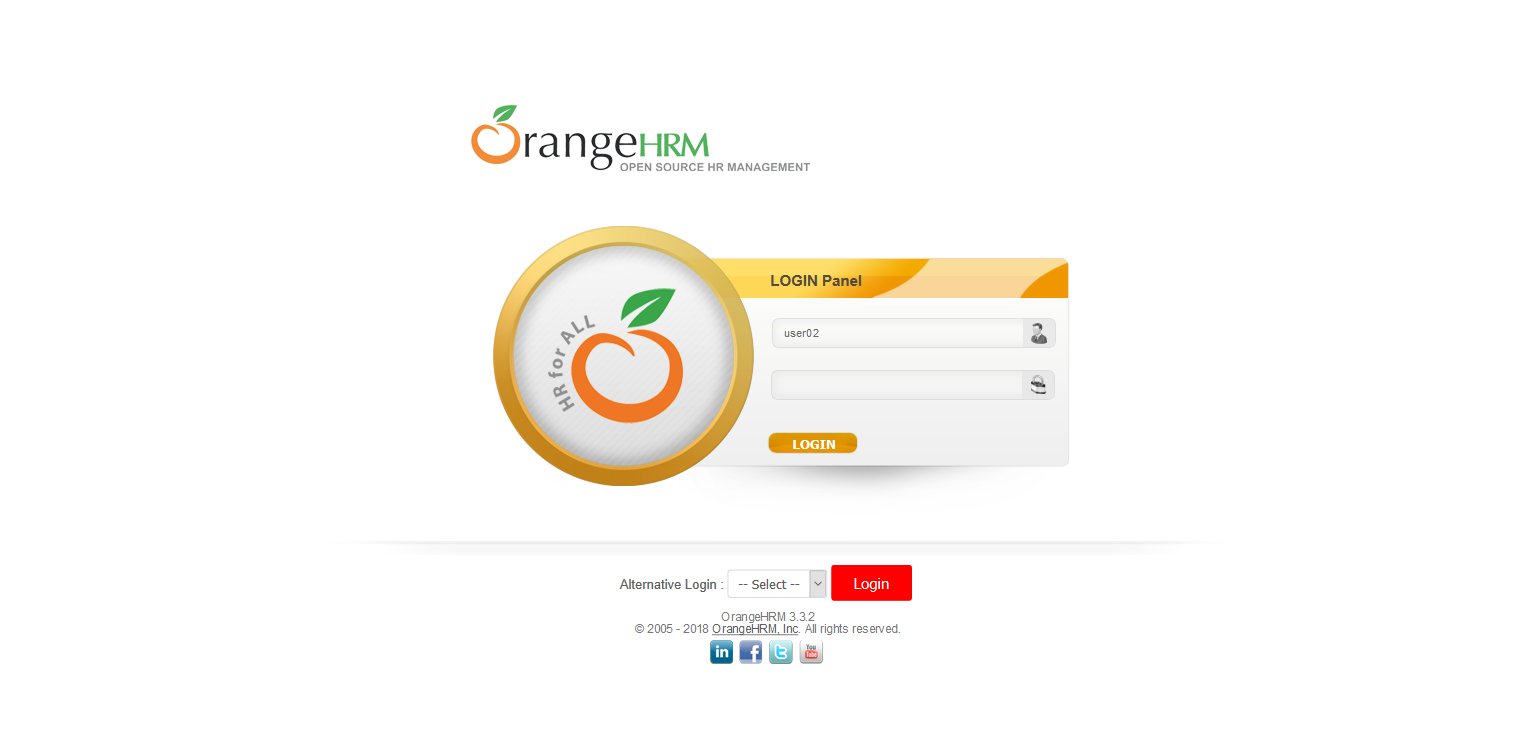 OrangeHRM
OPEN SOURCE HR MANAGEMENT
HR for ALL
LOGIN Panel
user02
LOGIN
Alternative Login : -- Select -- Login
OrangeHRM 3.3.2
© 2005 - 2018 OrangeHRM, Inc. All rights reserved.
in f t You Tube